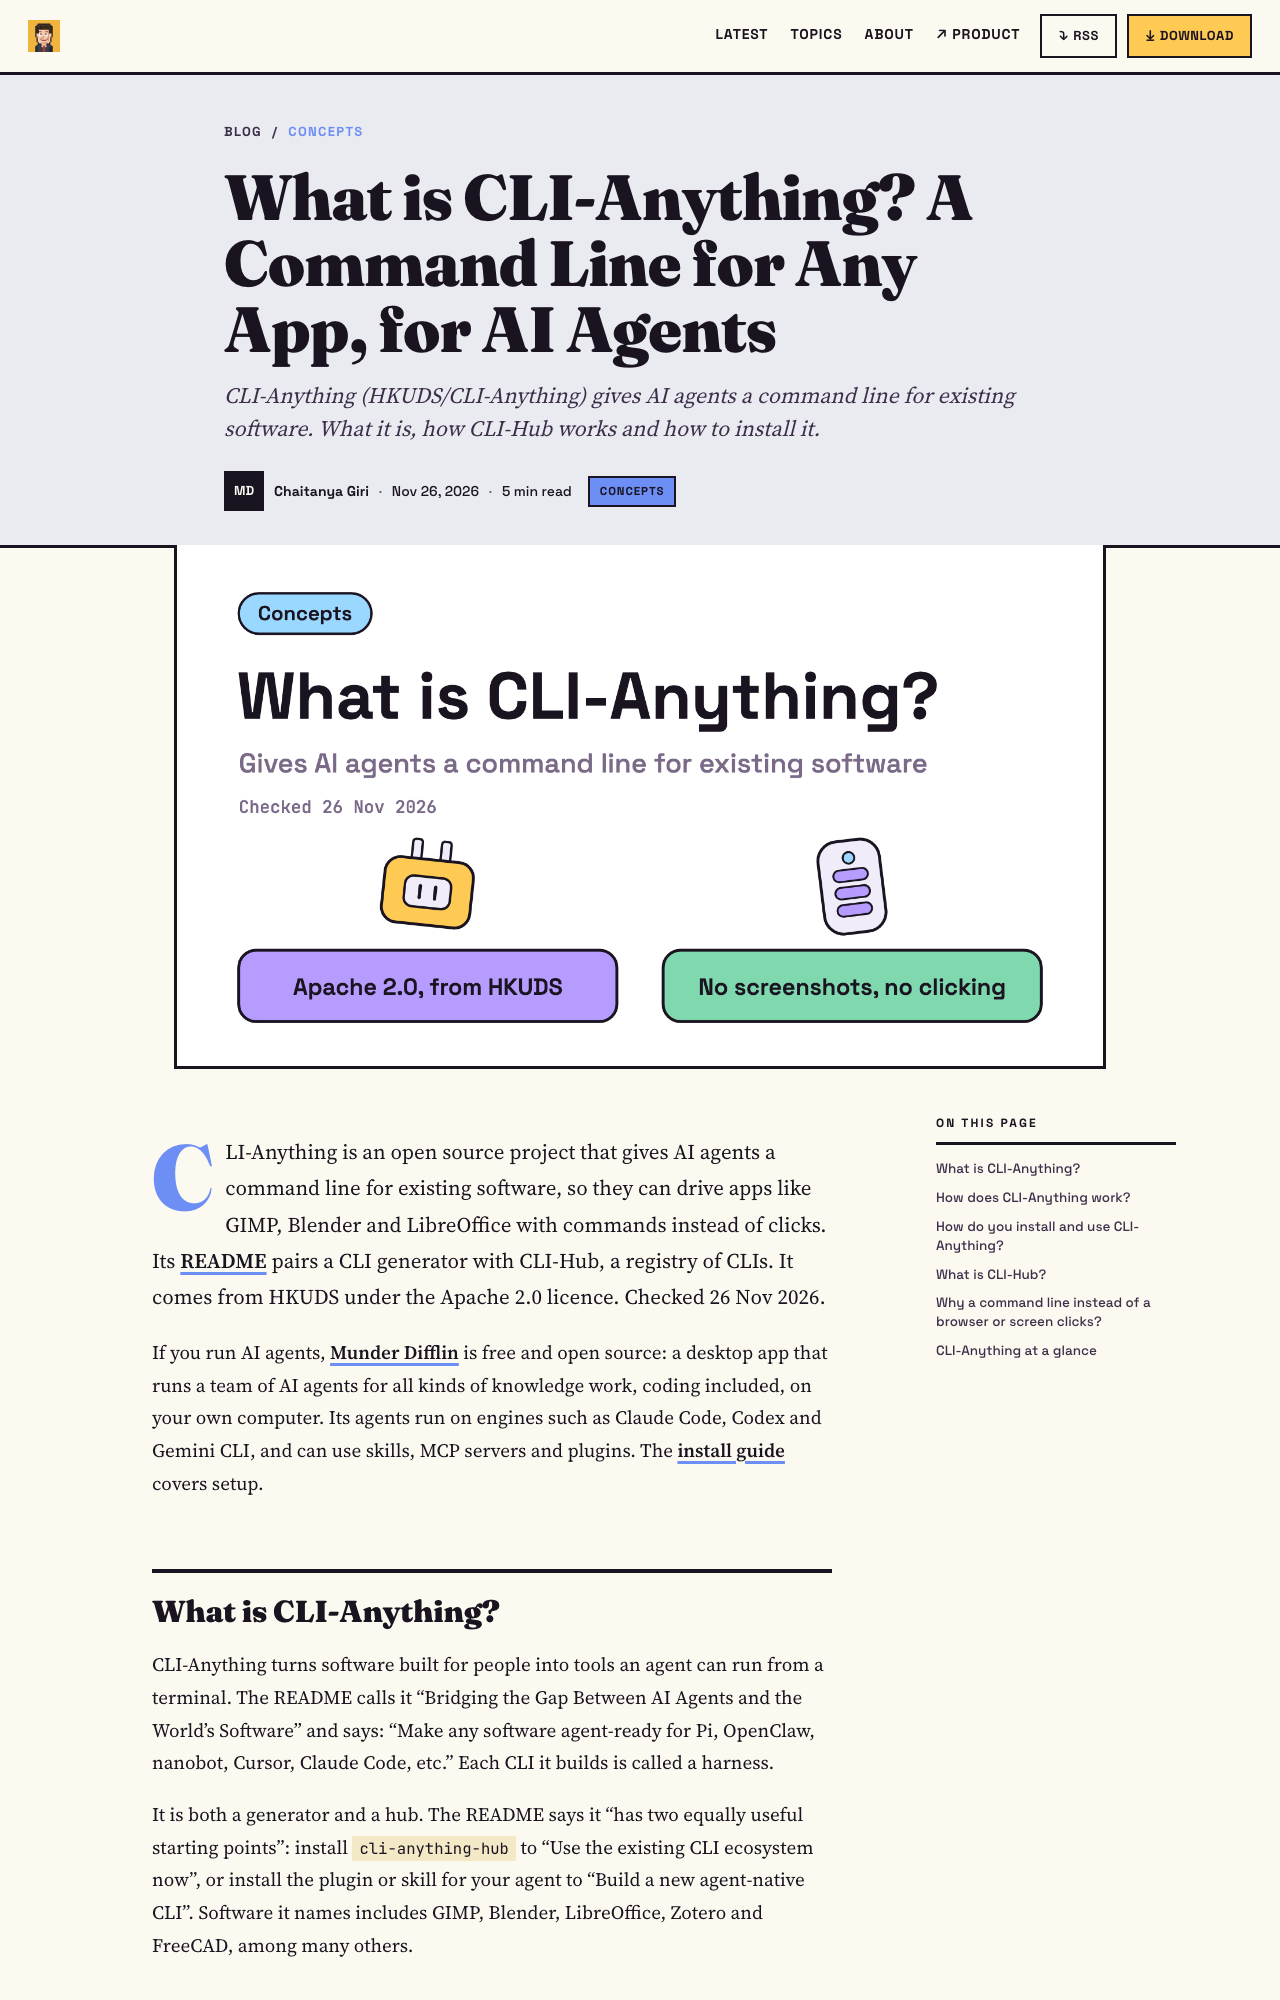 LATEST TOPICS ABOUT ↗ PRODUCT ⤵ RSS ⤓ DOWNLOAD
BLOG / CONCEPTS
What is CLI-Anything? A
Command Line for Any
App, for AI Agents
CLI-Anything (HKUDS/CLI-Anything) gives AI agents a command line for existing
software. What it is, how CLI-Hub works and how to install it.
MD Chaitanya Giri · Nov 26, 2026 · 5 min read CONCEPTS
Concepts
What is CLI-Anything?
Gives AI agents a command line for existing software
Checked 26 Nov 2026
Apache 2.0, from HKUDS
No screenshots, no clicking
CLI-Anything is an open source project that gives AI agents a
command line for existing software, so they can drive apps like
GIMP, Blender and LibreOffice with commands instead of clicks.
Its README pairs a CLI generator with CLI-Hub, a registry of CLIs. It
comes from HKUDS under the Apache 2.0 licence. Checked 26 Nov 2026.
If you run AI agents, Munder Difflin is free and open source: a desktop app that
runs a team of AI agents for all kinds of knowledge work, coding included, on
your own computer. Its agents run on engines such as Claude Code, Codex and
Gemini CLI, and can use skills, MCP servers and plugins. The install guide
covers setup.
What is CLI-Anything?
CLI-Anything turns software built for people into tools an agent can run from a
terminal. The README calls it “Bridging the Gap Between AI Agents and the
World’s Software” and says: “Make any software agent-ready for Pi, OpenClaw,
nanobot, Cursor, Claude Code, etc.” Each CLI it builds is called a harness.
It is both a generator and a hub. The README says it “has two equally useful
starting points”: install cli-anything-hub to “Use the existing CLI ecosystem
now”, or install the plugin or skill for your agent to “Build a new agent-native
CLI”. Software it names includes GIMP, Blender, LibreOffice, Zotero and
FreeCAD, among many others.
ON THIS PAGE
What is CLI-Anything?
How does CLI-Anything work?
How do you install and use CLI-
Anything?
What is CLI-Hub?
Why a command line instead of a
browser or screen clicks?
CLI-Anything at a glance